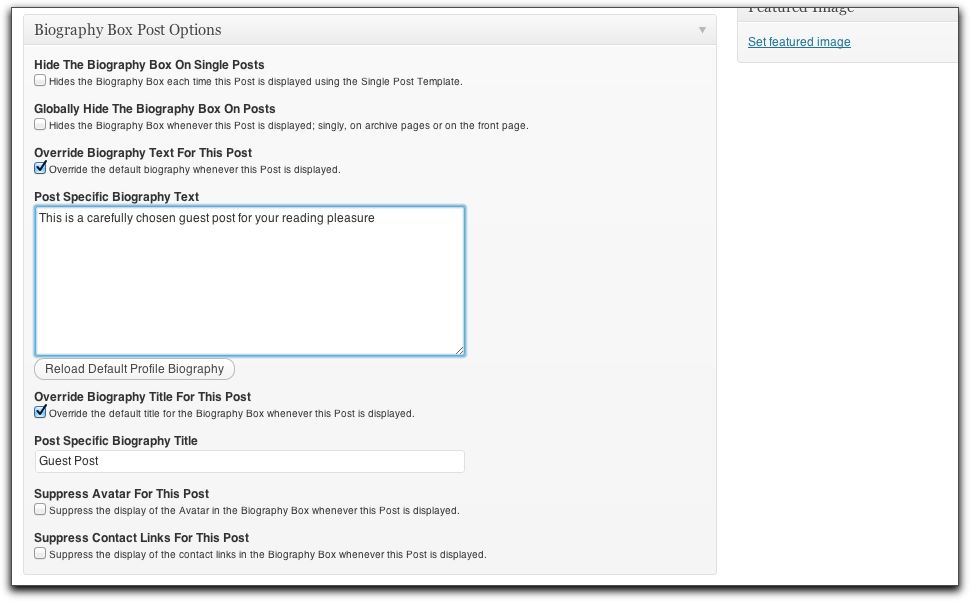 Biography Box Post Options
Hide The Biography Box On Single Posts
Hides the Biography Box each time this Post is displayed using the Single Post Template.
Globally Hide The Biography Box On Posts
Hides the Biography Box whenever this Post is displayed; singly, on archive pages or on the front page.
Override Biography Text For This Post
Override the default biography whenever this Post is displayed.
Post Specific Biography Text
This is a carefully chosen guest post for your reading pleasure
Reload Default Profile Biography
Override Biography Title For This Post
Override the default title for the Biography Box whenever this Post is displayed.
Post Specific Biography Title
Guest Post
Suppress Avatar For This Post
Suppress the display of the Avatar in the Biography Box whenever this Post is displayed.
Suppress Contact Links For This Post
Suppress the display of the contact links in the Biography Box whenever this Post is displayed.
Featured Image
Set featured image